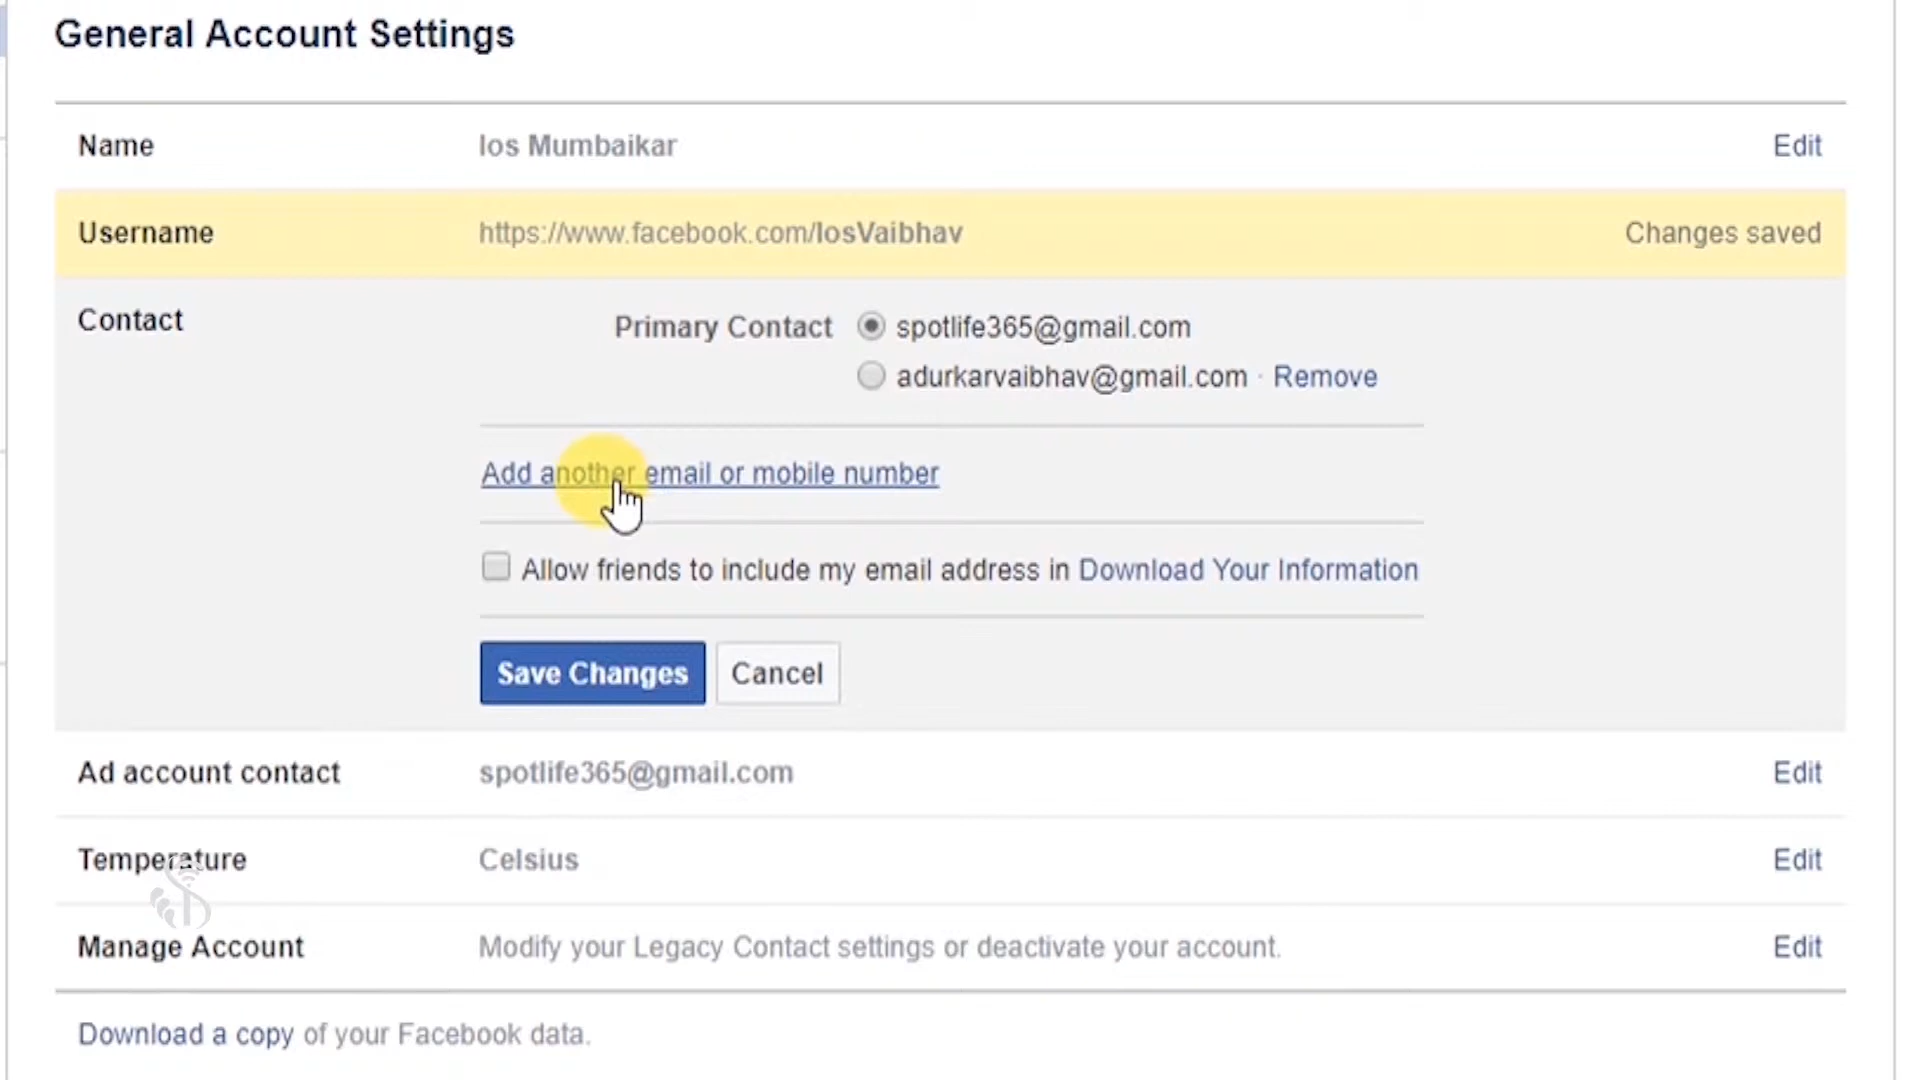 General Account Settings
Name Ios Mumbaikar Edit
Username https://www.facebook.com/IosVaibhav Changes saved
Contact Primary Contact spotlife365@gmail.com
adurkarvaibhav@gmail.com · Remove
Add another email or mobile number
Allow friends to include my email address in Download Your Information
Save Changes Cancel
Ad account contact spotlife365@gmail.com Edit
Temperature Celsius Edit
Manage Account Modify your Legacy Contact settings or deactivate your account. Edit
Download a copy of your Facebook data.